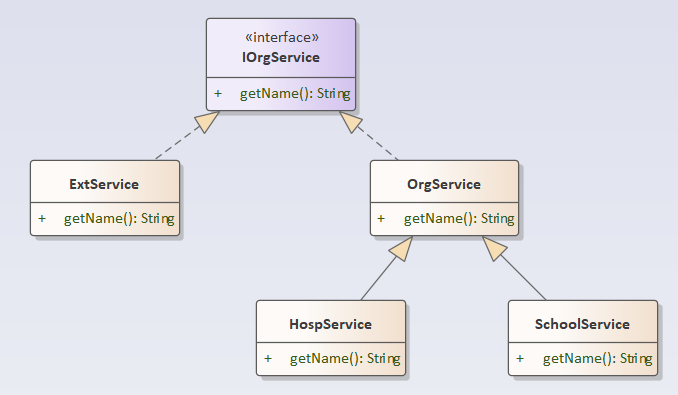 «interface»
IOrgService
+ getName(): String
ExtService
+ getName(): String
OrgService
+ getName(): String
HospService
+ getName(): String
SchoolService
+ getName(): String